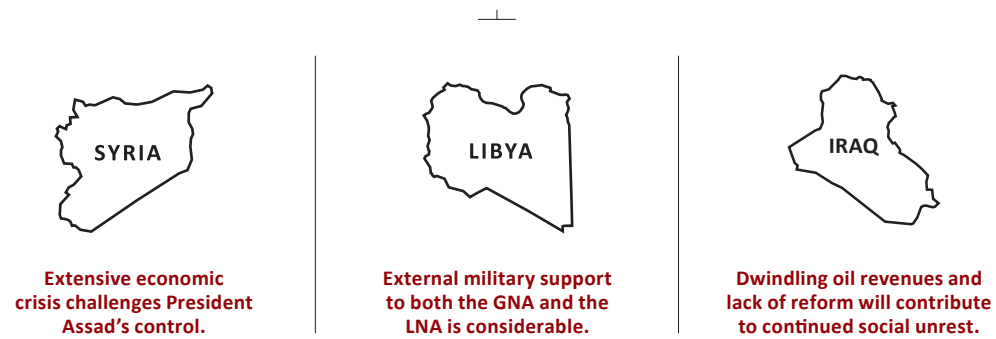 SYRIA
Extensive economic
crisis challenges President
Assad’s control.
LIBYA
External military support
to both the GNA and the
LNA is considerable.
IRAQ
Dwindling oil revenues and
lack of reform will contribute
to continued social unrest.